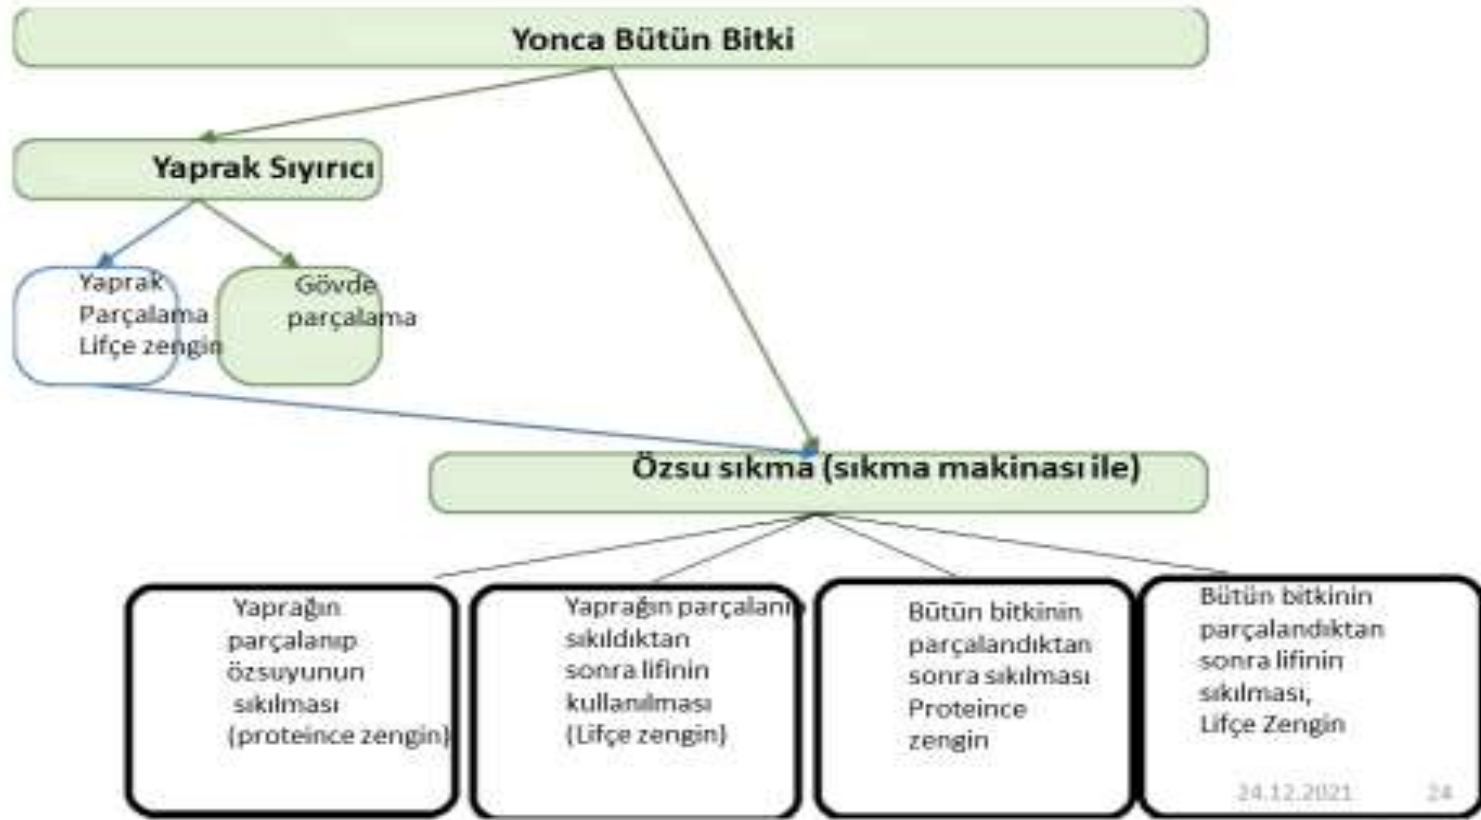 Yonca Bütün Bitki
Yaprak Sıyırıcı
Yaprak
Parçalama
Lifçe zengin
Gövde
parçalama
Özsu sıkma (sıkma makinası ile)
Yaprağın
parçalanıp
özsuyunun
sıkılması
(proteince zengin)
Yaprağın parçalanıp
sıkıldıktan
sonra lifinin
kullanılması
(Lifçe zengin)
Bütün bitkinin
parçalandıktan
sonra sıkılması
Proteince
zengin
Bütün bitkinin
parçalandıktan
sonra lifinin
sıkılması,
Lifçe Zengin
24.12.2021
24